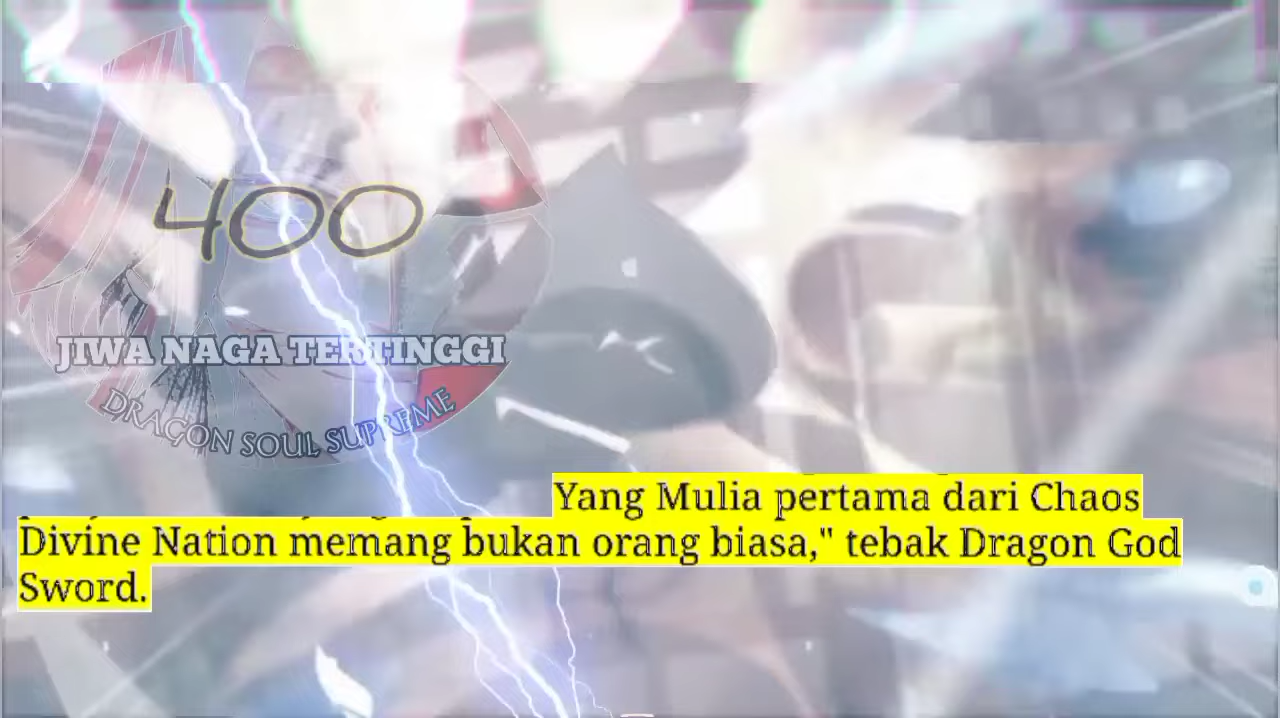 400
JIWA NAGA TERTINGGI
DRAGON SOUL SUPREME
Yang Mulia pertama dari Chaos
Divine Nation memang bukan orang biasa," tebak Dragon God
Sword.